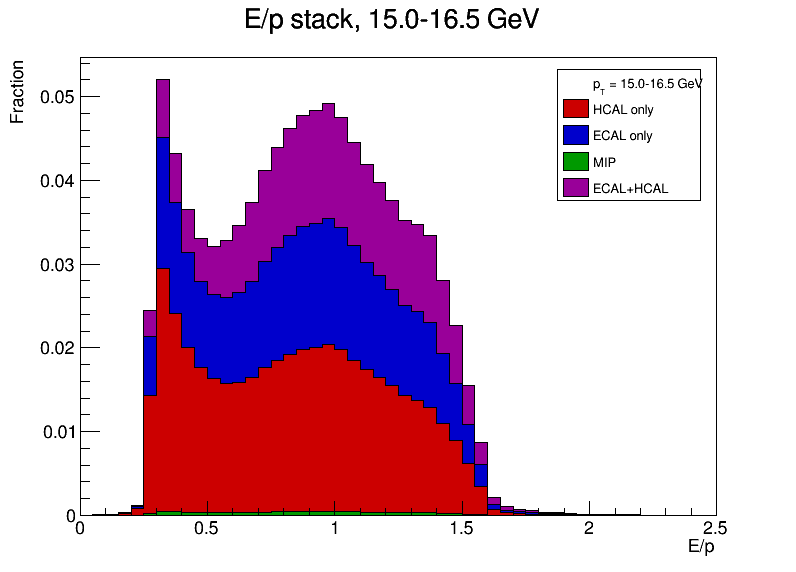 E/p stack, 15.0-16.5 GeV
Fraction
p_T = 15.0-16.5 GeV
HCAL only
ECAL only
MIP
ECAL+HCAL
0.05
0.04
0.03
0.02
0.01
0
0 0.5 1 1.5 2 2.5
E/p